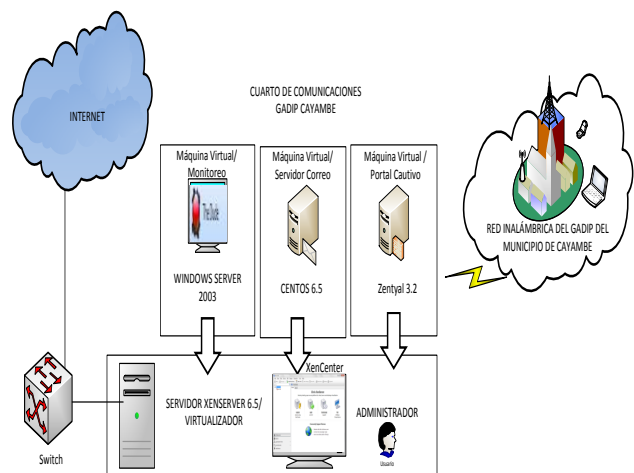 INTERNET
CUARTO DE COMUNICACIONES
GADIP CAYAMBE
Máquina Virtual/
Monitoreo
The Dude
WINDOWS SERVER
2003
Máquina Virtual/
Servidor Correo
CENTOS 6.5
Máquina Virtual /
Portal Cautivo
Zentyal 3.2
RED INALÁMBRICA DEL GADIP DEL
MUNICIPIO DE CAYAMBE
Switch
SERVIDOR XENSERVER 6.5/
VIRTUALIZADOR
XenCenter
ADMINISTRADOR
Usuario